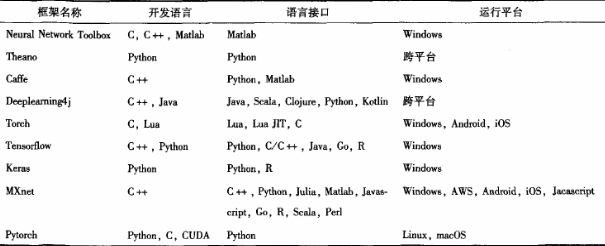 框架名称 开发语言 语言接口 运行平台
Neural Network Toolbox C, C++, Matlab Matlab Windows
Theano Python Python 跨平台
Caffe C++ Python, Matlab Windows
Deeplearning4j C++, Java Java, Scala, Clojure, Python, Kotlin 跨平台
Torch C, Lua Lua, Lua JIT, C Windows, Android, iOS
Tensorflow C++, Python Python, C/C++, Java, Go, R Windows
Keras Python Python, R Windows
MXnet C++ C++, Python, Julia, Matlab, Javas- Windows, AWS, Android, iOS, Jacascript
cript, Go, R, Scala, Perl
Pytorch Python, C, CUDA Python Linux, macOS